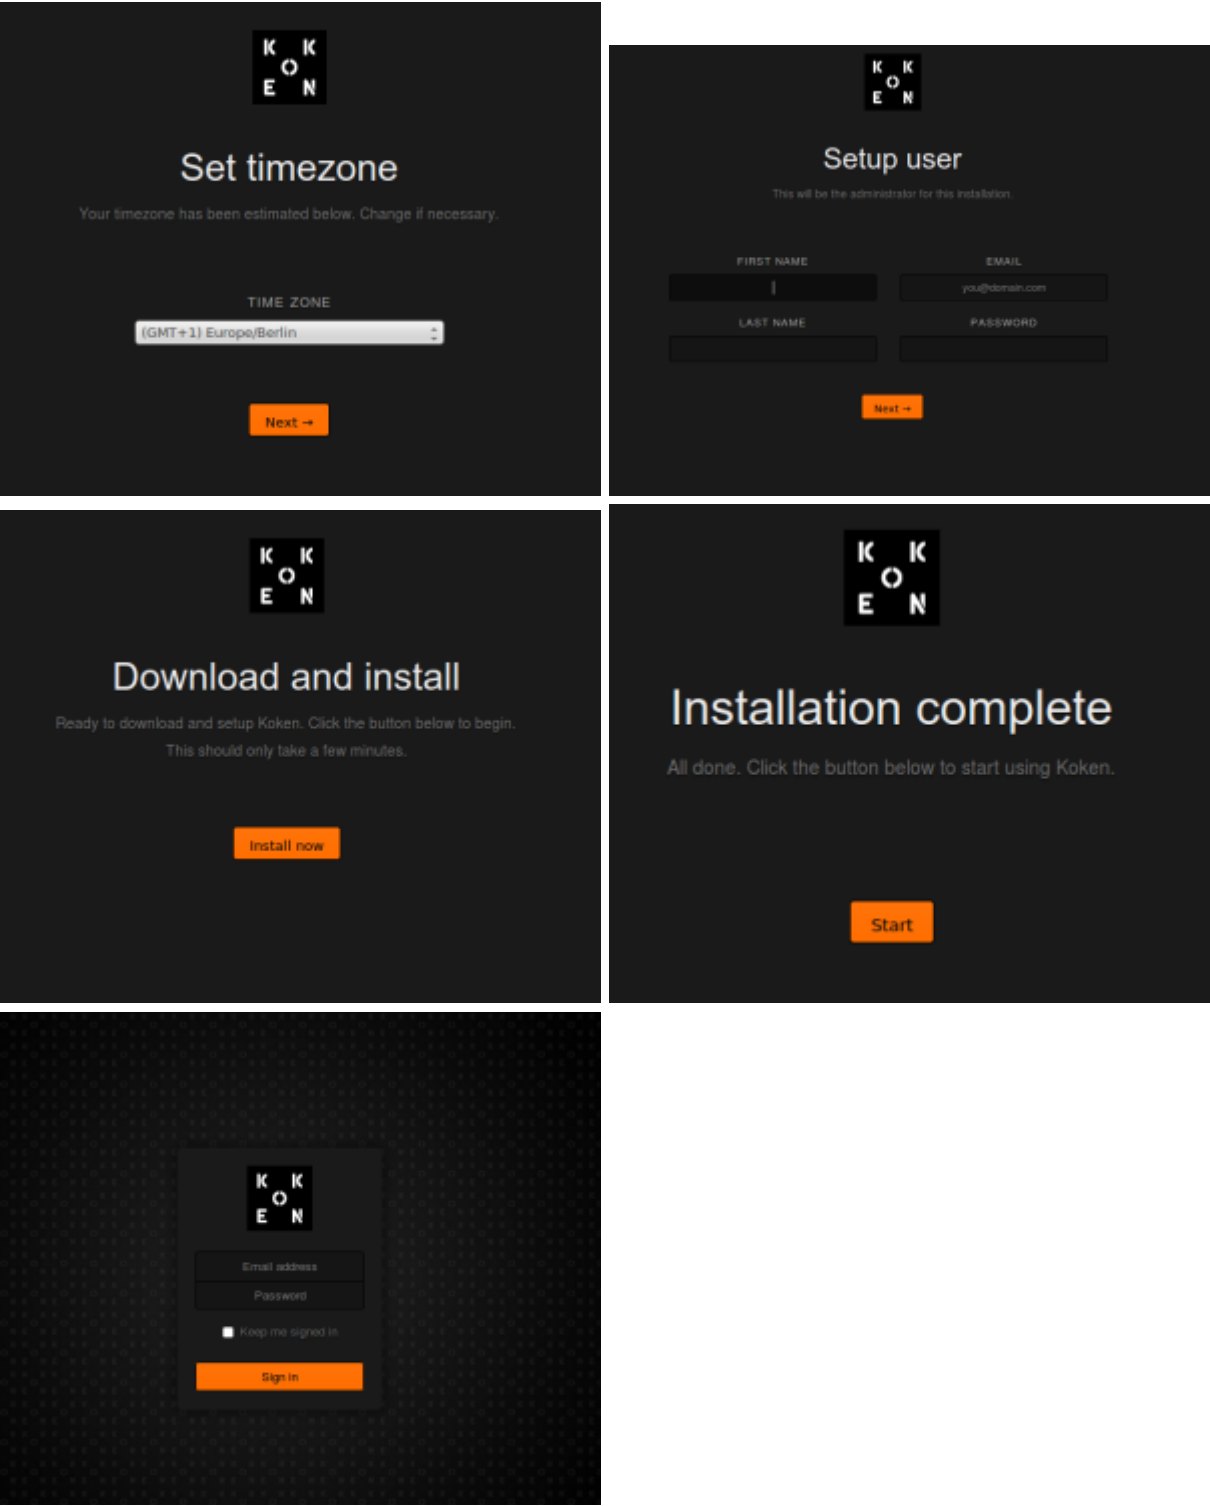 K K
O
E N
Set timezone
Your timezone has been estimated below. Change if necessary.
TIME ZONE
(GMT+1) Europe/Berlin
Next →
K K
O
E N
Setup user
This will be the administrator for this installation.
FIRST NAME EMAIL
you@domain.com
LAST NAME PASSWORD
Next →
K K
O
E N
Download and install
Ready to download and setup Koken. Click the button below to begin.
This should only take a few minutes.
Install now
K K
O
E N
Installation complete
All done. Click the button below to start using Koken.
Start
K K
O
E N
Email address
Password
Keep me signed in
Sign in